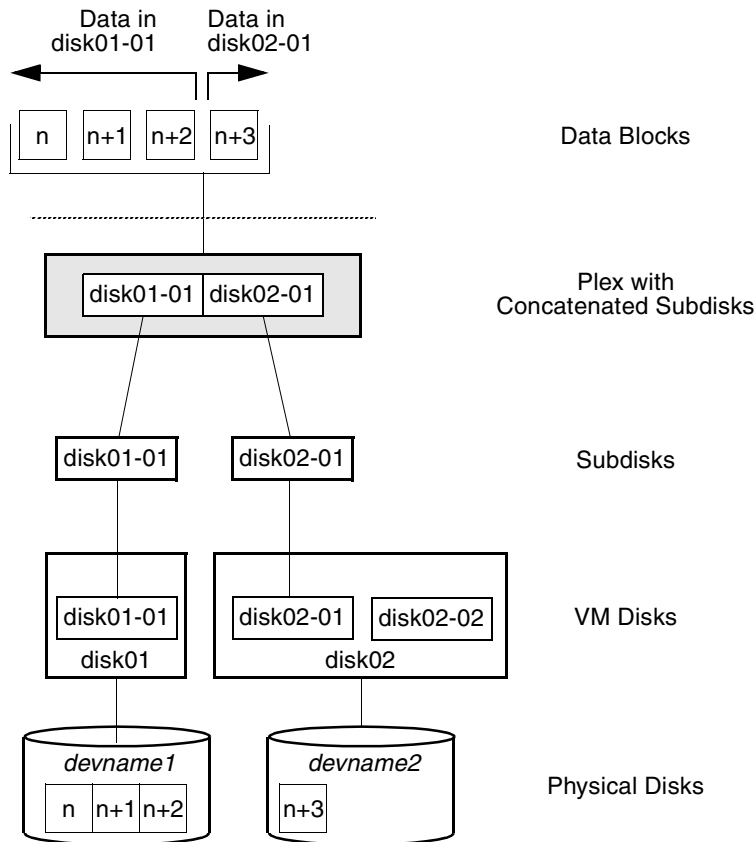 Data in
disk01-01
Data in
disk02-01
n n+1 n+2 n+3
Data Blocks
disk01-01 disk02-01
Plex with
Concatenated Subdisks
disk01-01 disk02-01
Subdisks
disk01-01 disk02-01 disk02-02
VM Disks
disk01 disk02
devname1 devname2
Physical Disks
n n+1 n+2 n+3